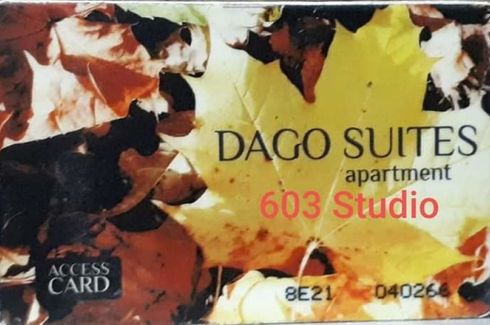 DAGO SUITES
apartment
603 Studio
ACCESS
CARD
8E21 040266